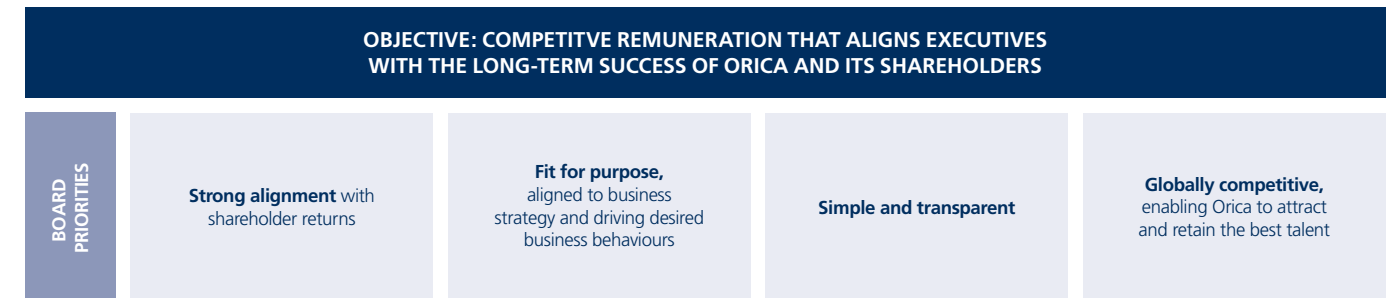 OBJECTIVE: COMPETITVE REMUNERATION THAT ALIGNS EXECUTIVES
WITH THE LONG-TERM SUCCESS OF ORICA AND ITS SHAREHOLDERS
BOARD
PRIORITIES
Strong alignment with
shareholder returns
Fit for purpose,
aligned to business
strategy and driving desired
business behaviours
Simple and transparent
Globally competitive,
enabling Orica to attract
and retain the best talent